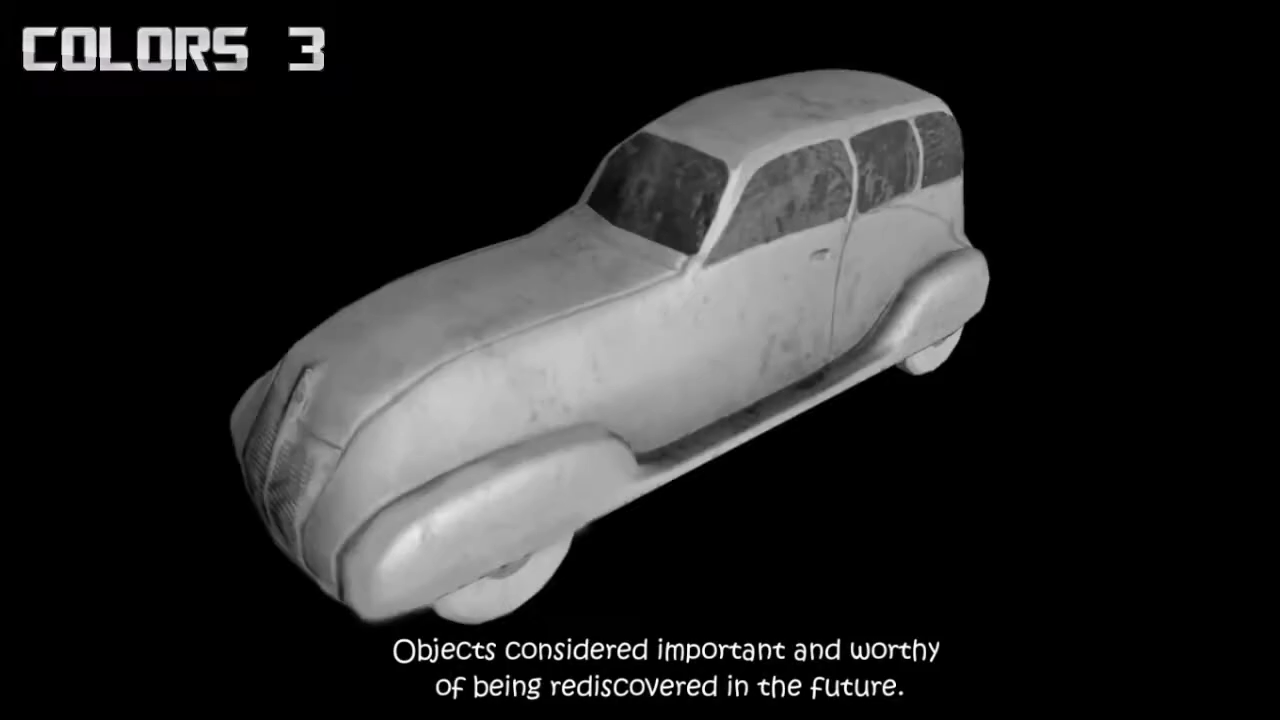 COLORS 3
Objects considered important and worthy
of being rediscovered in the future.